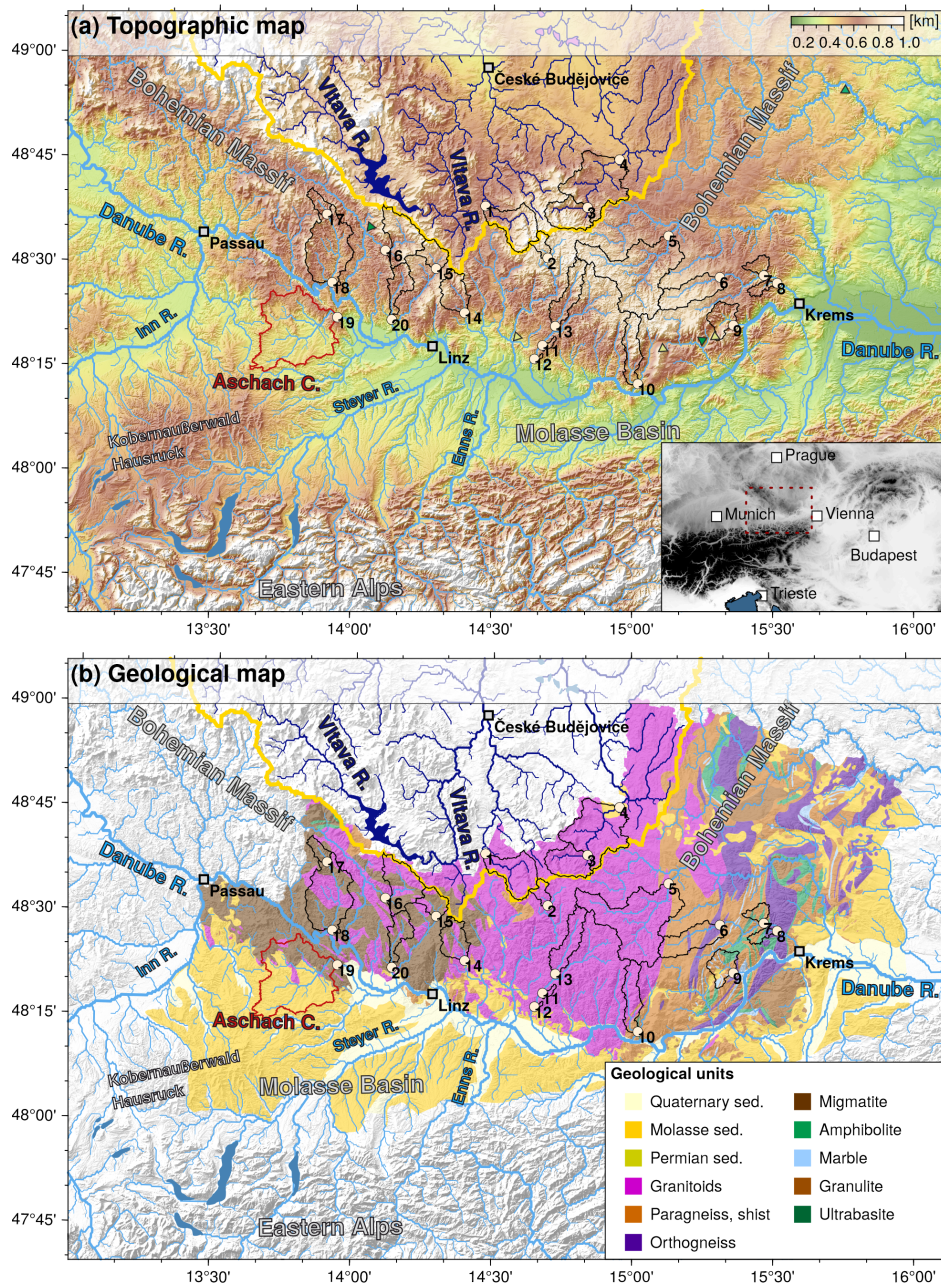 (a) Topographic map
[km]
0.2 0.4 0.6 0.8 1.0
49°00'
48°45'
48°30'
48°15'
48°00'
47°45'
České Budějovice
Bohemian Massif
Vltava R.
Vltava R.
Bohemian Massif
4
17
1
3
Danube R.
Passau
16
15
2
5
18
6
7
8
Inn R.
19
20
14
13
9
Krems
Linz
11
12
Danube R.
Aschach C.
10
Steyer R.
Enns R.
Molasse Basin
Kobernaußerwald
Hausruck
Eastern Alps
Prague
Munich
Vienna
Budapest
Trieste
13°30'
14°00'
14°30'
15°00'
15°30'
16°00'
(b) Geological map
49°00'
48°45'
48°30'
48°15'
48°00'
47°45'
České Budějovice
Bohemian Massif
Vltava R.
Vltava R.
Bohemian Massif
4
17
1
3
Danube R.
Passau
16
15
2
5
18
6
7
8
Inn R.
19
20
14
13
9
Krems
Linz
11
12
Danube R.
Aschach C.
10
Steyer R.
Enns R.
Molasse Basin
Kobernaußerwald
Hausruck
Eastern Alps
Geological units
Quaternary sed.
Molasse sed.
Permian sed.
Granitoids
Paragneiss, shist
Orthogneiss
Migmatite
Amphibolite
Marble
Granulite
Ultrabasite
13°30'
14°00'
14°30'
15°00'
15°30'
16°00'